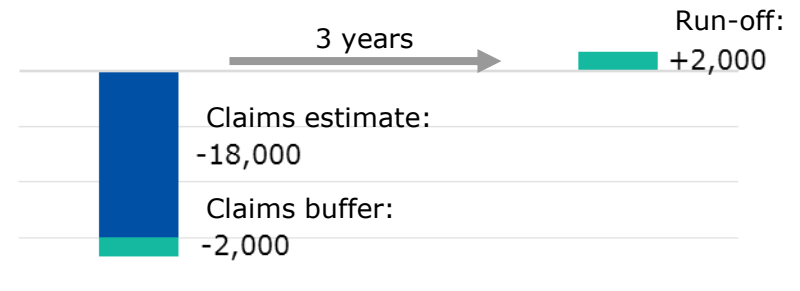 3 years
Run-off:
+2,000
Claims estimate:
-18,000
Claims buffer:
-2,000